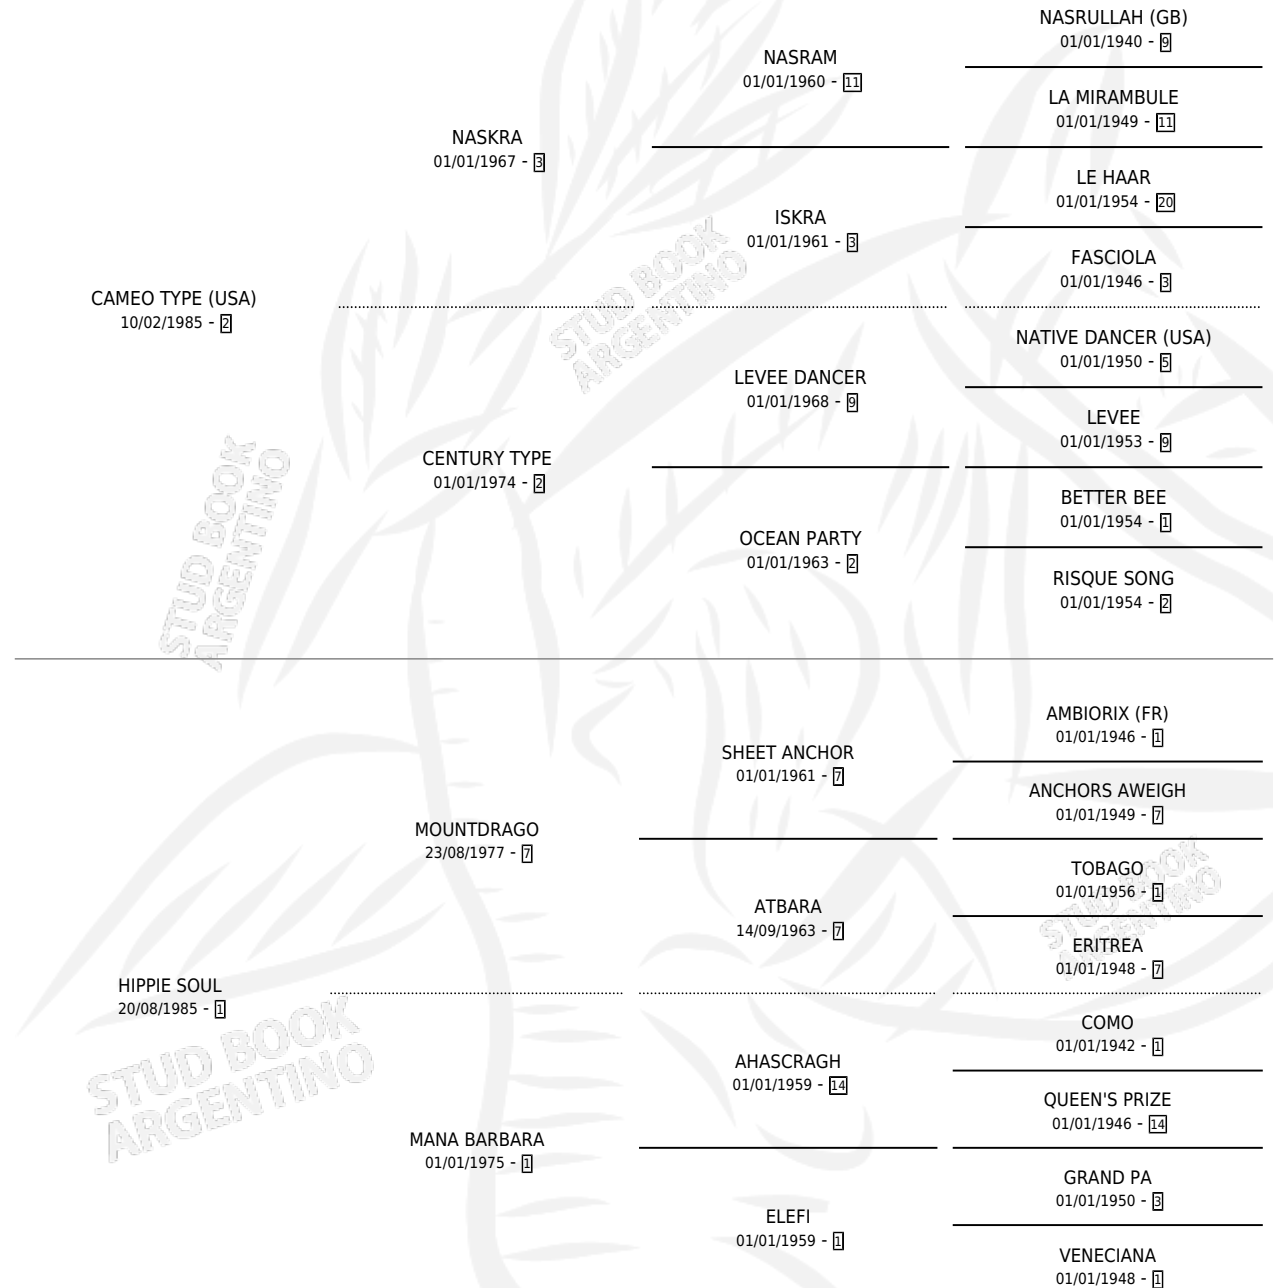 NASRULLAH (GB)
01/01/1940 - 9
NASRAM
01/01/1960 - 11
LA MIRAMBULE
01/01/1949 - 11
NASKRA
01/01/1967 - 3
LE HAAR
01/01/1954 - 20
ISKRA
01/01/1961 - 3
FASCIOLA
01/01/1946 - 3
CAMEO TYPE (USA)
10/02/1985 - 2
NATIVE DANCER (USA)
01/01/1950 - 5
LEVEE DANCER
01/01/1968 - 9
LEVEE
01/01/1953 - 9
CENTURY TYPE
01/01/1974 - 2
BETTER BEE
01/01/1954 - 1
OCEAN PARTY
01/01/1963 - 2
RISQUE SONG
01/01/1954 - 2
STUD BOOK
ARGENTINO
STUD BOOK
ARGENTINO
AMBIORIX (FR)
01/01/1946 - 1
SHEET ANCHOR
01/01/1961 - 7
ANCHORS AWEIGH
01/01/1949 - 7
MOUNTDRAGO
23/08/1977 - 7
TOBAGO
01/01/1956 - 1
ATBARA
14/09/1963 - 7
ERITREA
01/01/1948 - 7
HIPPIE SOUL
20/08/1985 - 1
COMO
01/01/1942 - 1
AHASCRAGH
01/01/1959 - 14
QUEEN'S PRIZE
01/01/1946 - 14
MANA BARBARA
01/01/1975 - 1
GRAND PA
01/01/1950 - 3
ELEFI
01/01/1959 - 1
VENECIANA
01/01/1948 - 1
STUD BOOK
ARGENTINO
STUD BOOK
ARGENTINO